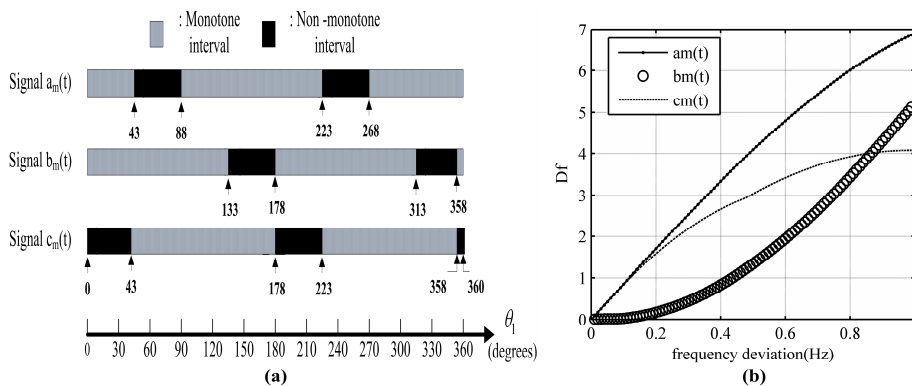 (a)
: Monotone interval
: Non -monotone interval
Signal aₘ(t)
43 88 223 268
Signal bₘ(t)
133 178 313 358
Signal cₘ(t)
0 43 178 223 358 360
θ₁
(degrees)
0 30 60 90 120 150 180 210 240 270 300 330 360
(a)
(b)
7
6
5
4
3
2
1
0
Df
am(t)
bm(t)
cm(t)
0 0.2 0.4 0.6 0.8
frequency deviation(Hz)
(b)